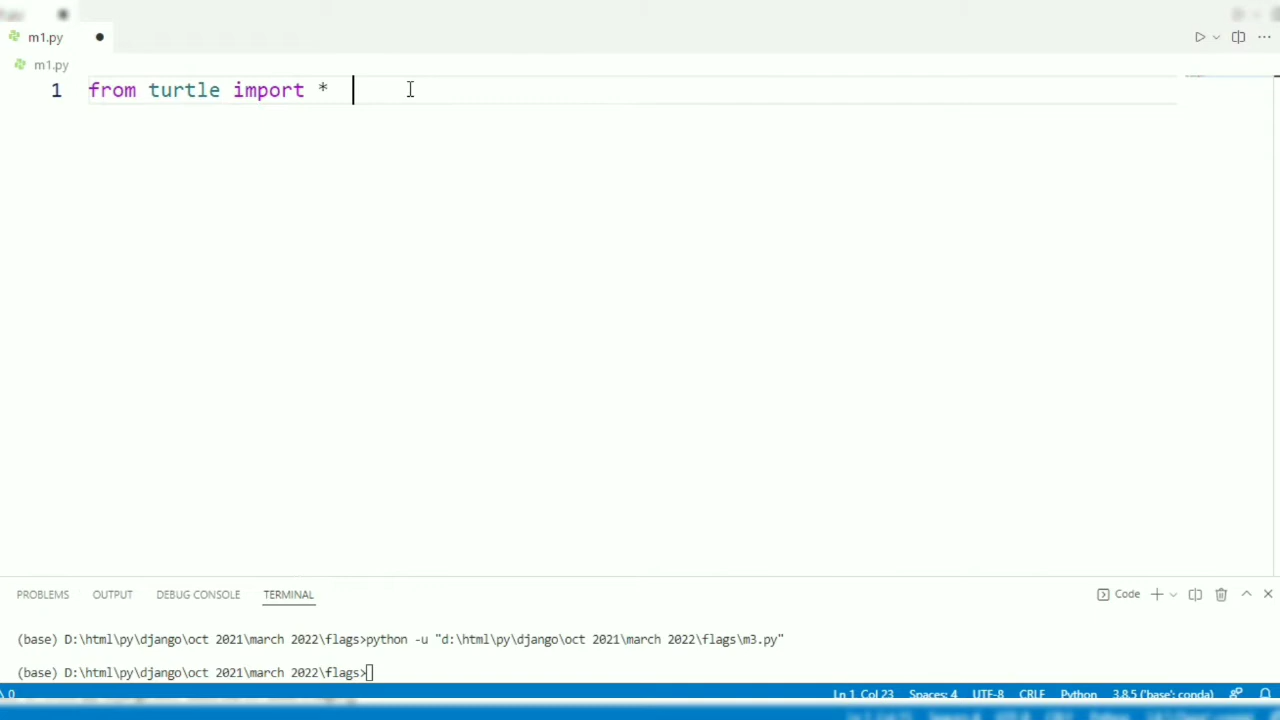 m1.py
m1.py
1 from turtle import *
PROBLEMS OUTPUT DEBUG CONSOLE TERMINAL Code
(base) D:\html\py\django\oct 2021\march 2022\flags>python -u "d:\html\py\django\oct 2021\march 2022\flags\m3.py"
(base) D:\html\py\django\oct 2021\march 2022\flags>
0 Ln 1, Col 23 Spaces: 4 UTF-8 CRLF Python 3.8.5 ('base': conda)